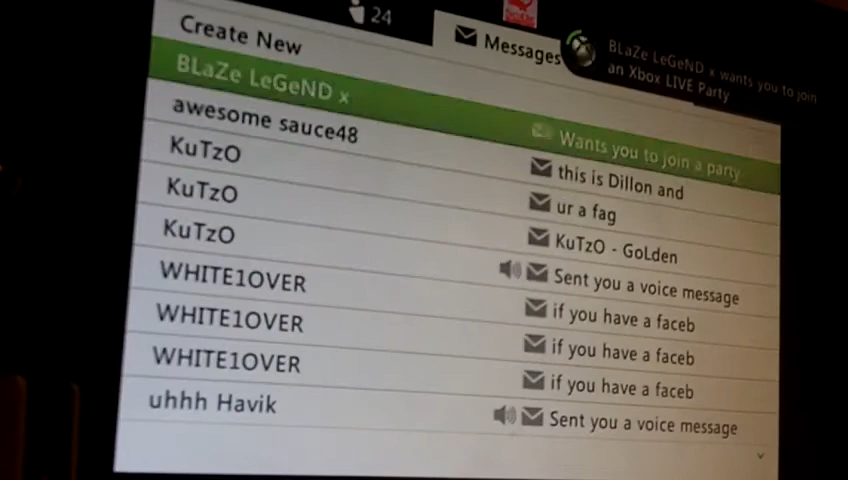 24
Messages
BLaZe LeGeND x wants you to join
an Xbox LIVE Party
Create New
BLaZe LeGeND x Wants you to join a party
awesome sauce48 this is Dillon and
KuTzO ur a fag
KuTzO KuTzO - GoLden
KuTzO Sent you a voice message
WHITE1OVER if you have a faceb
WHITE1OVER if you have a faceb
WHITE1OVER if you have a faceb
uhhh Havik Sent you a voice message